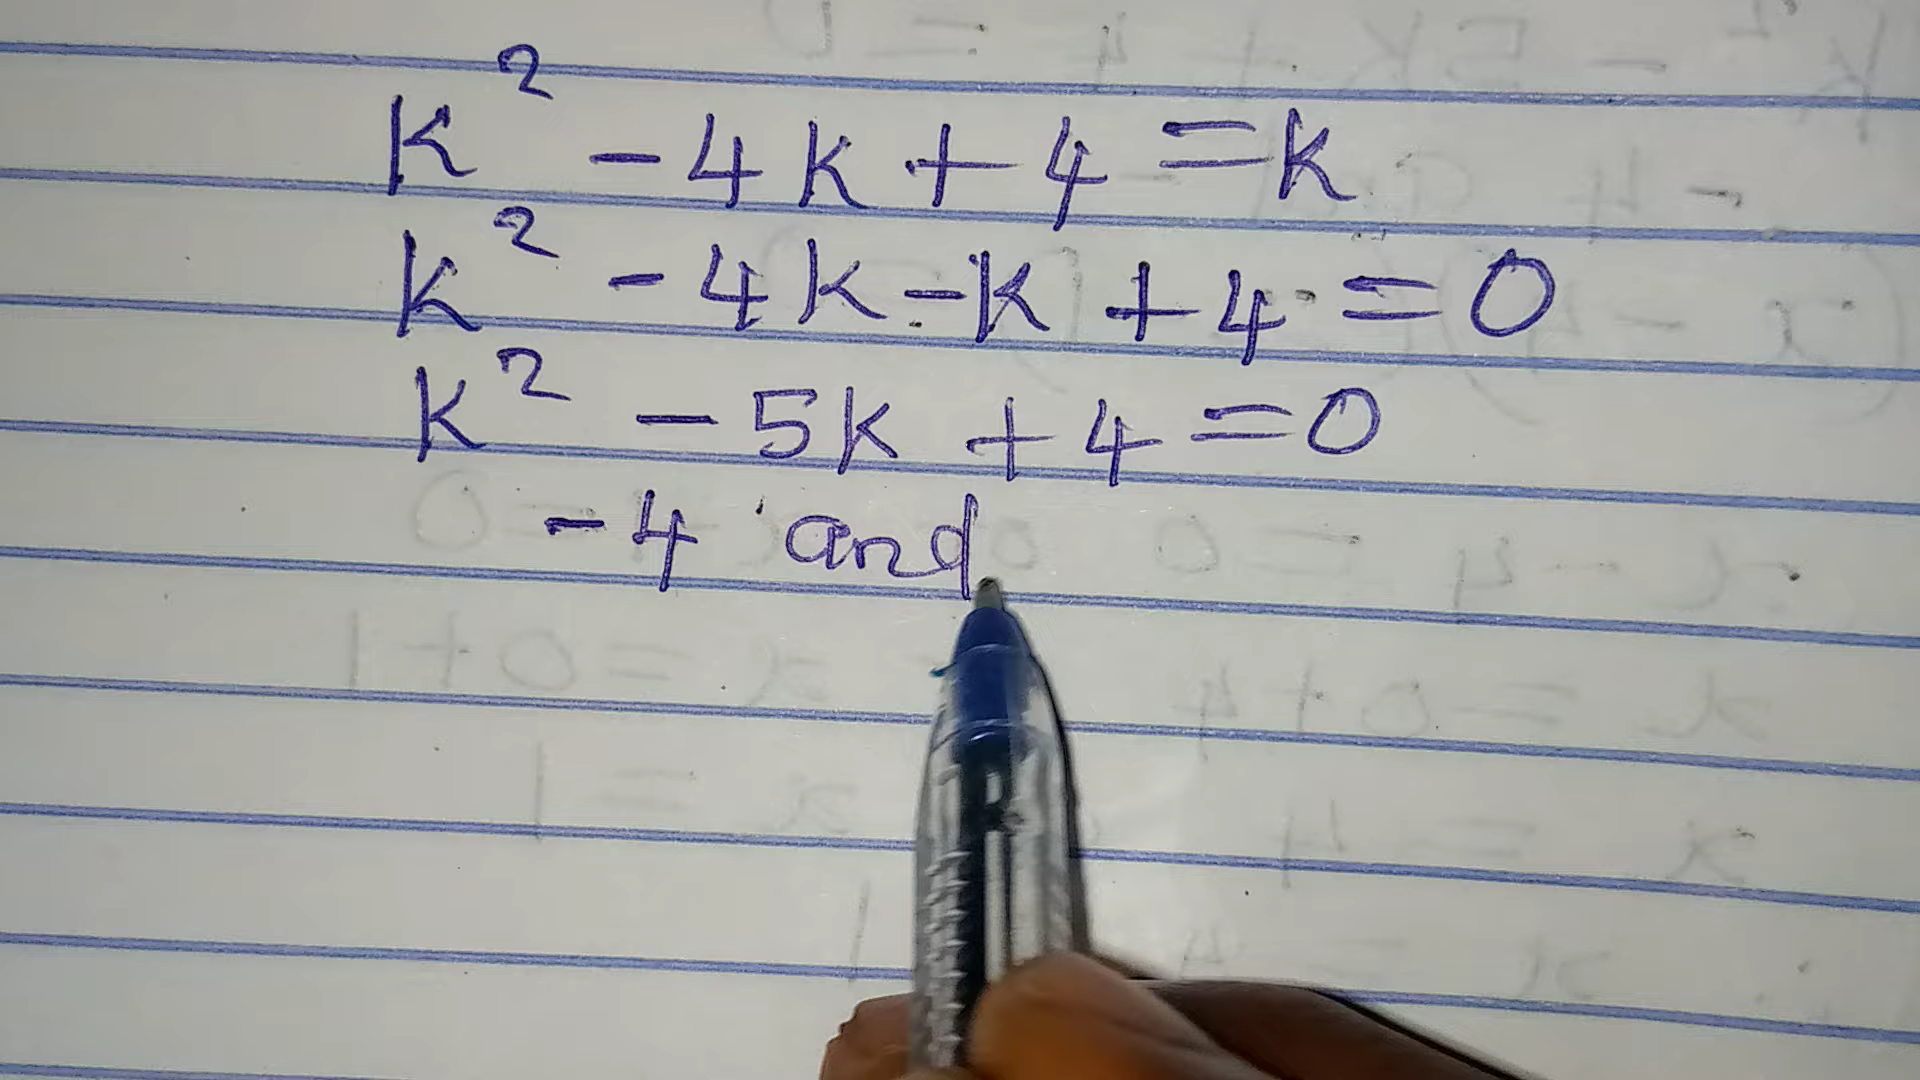 k² - 4k + 4 = k
k² - 4k - k + 4 = 0
k² - 5k + 4 = 0
-4 and